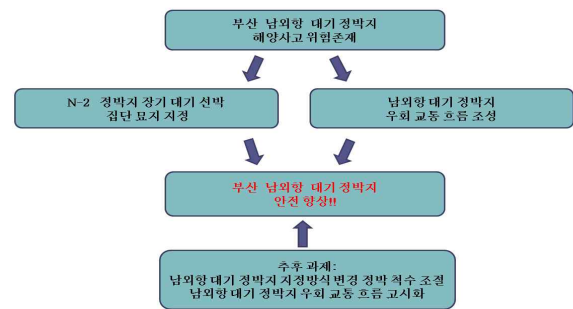 부산 남외항 대기 정박지
해양사고 위험존재
N-2 정박지 장기 대기 선박
집단 묘지 지정
남외항 대기 정박지
우회 교통 흐름 조성
부산 남외항 대기 정박지
안전 향상!!
추후 과제:
남외항 대기 정박지 지정방식 변경 정박 척수 조절
남외항 대기 정박지 우회 교통 흐름 고시화